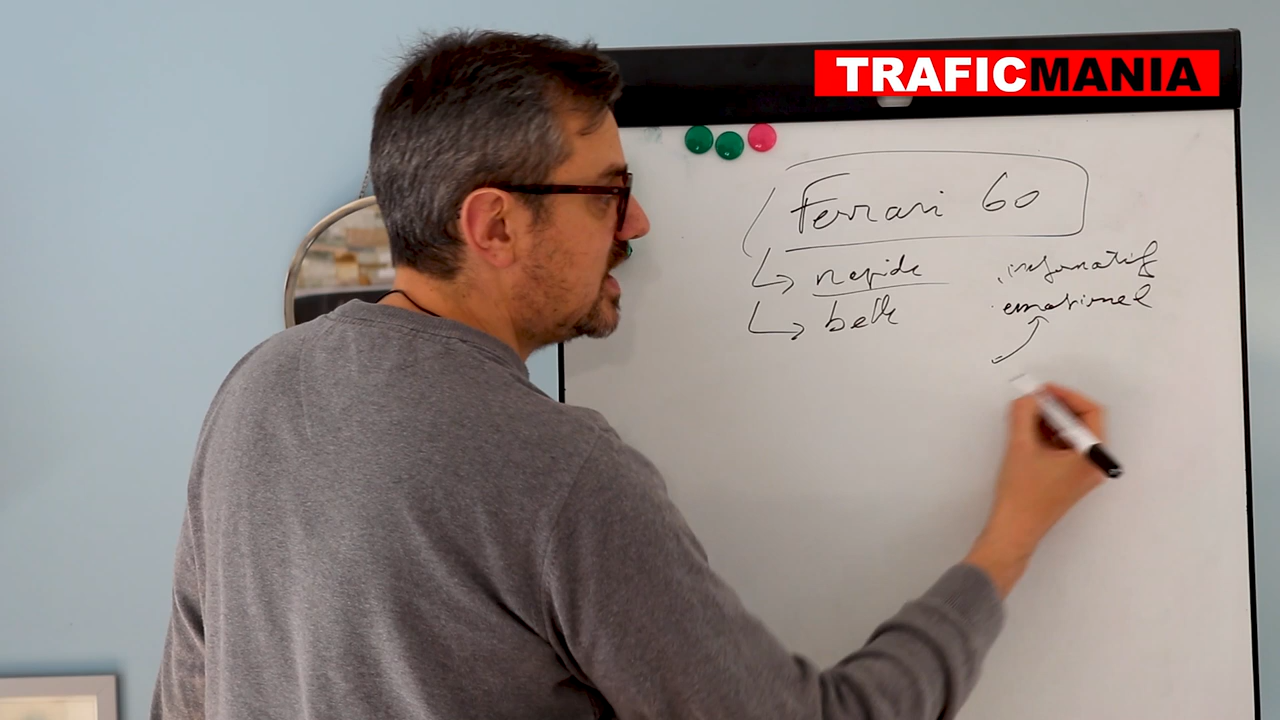 TRAFICMANIA
Ferrari 60
rapide
belle
. informatif
. emotionnel